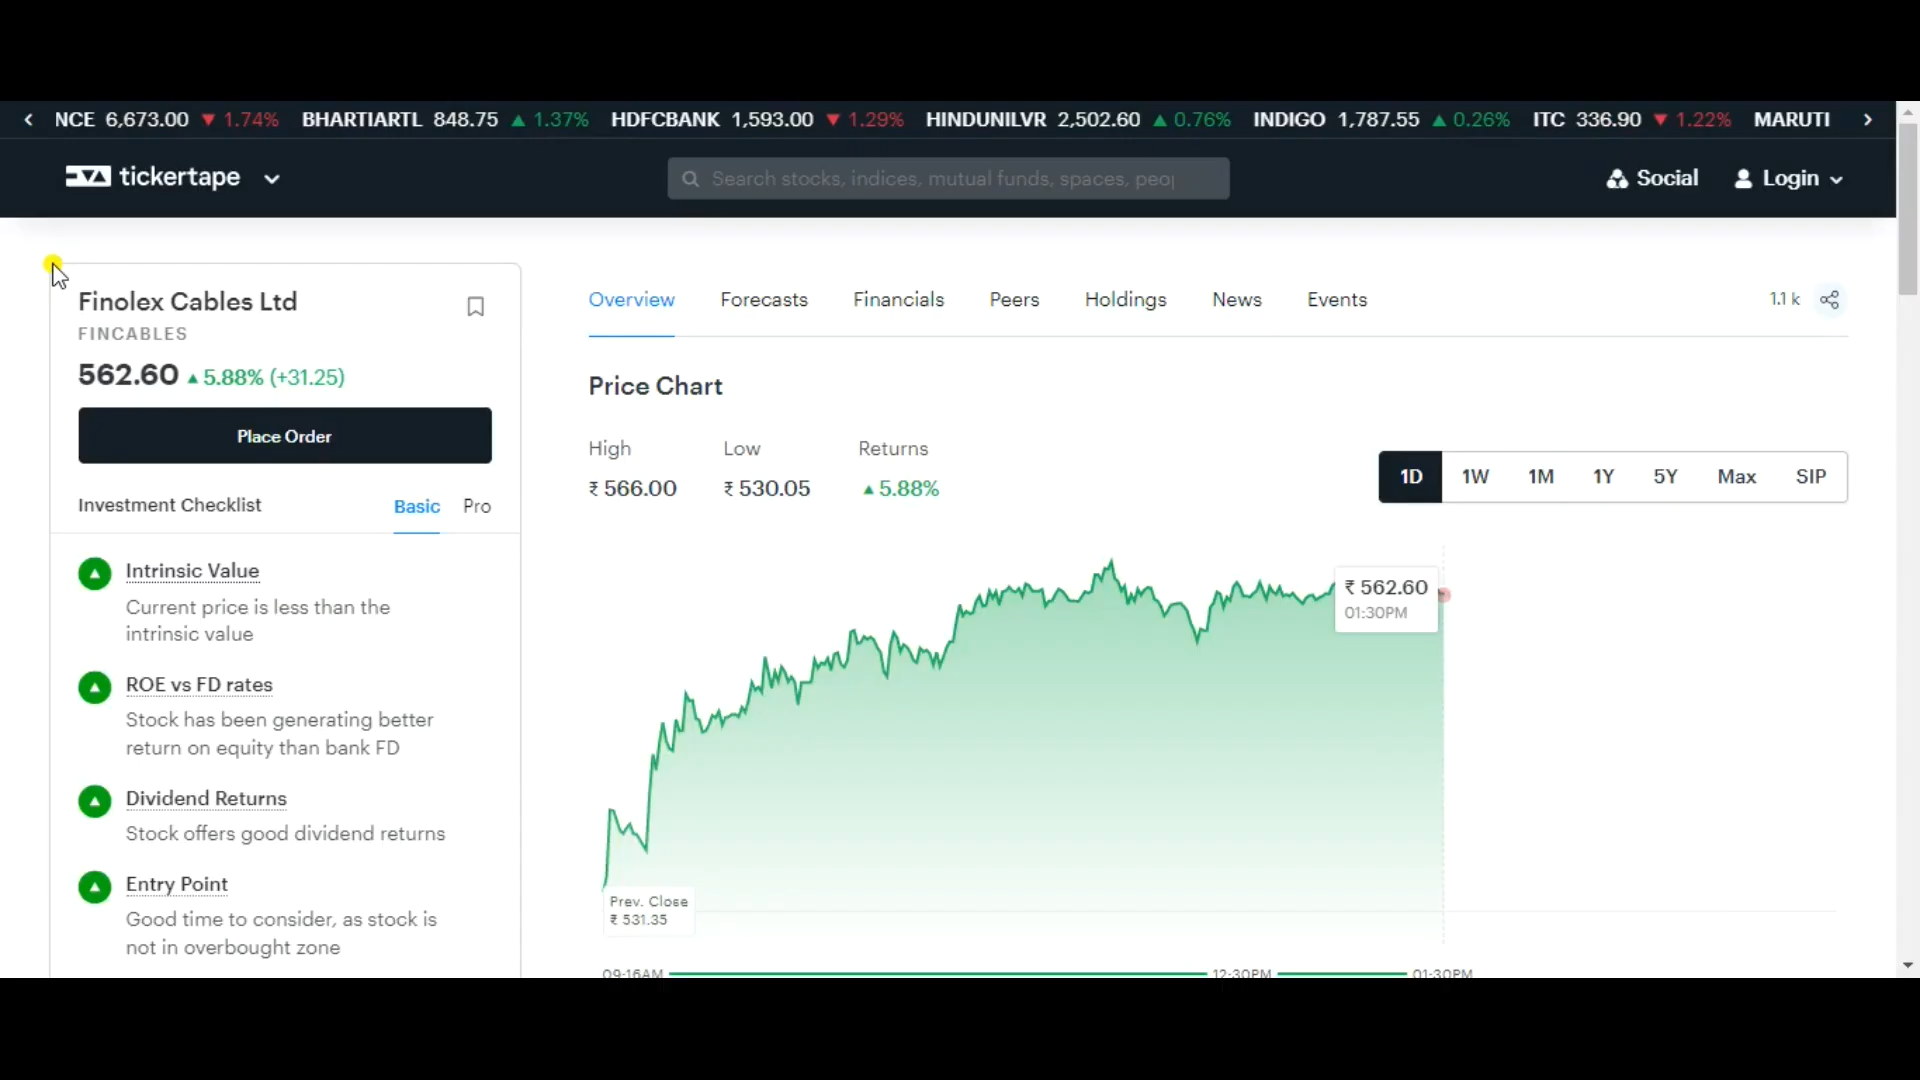 NCE 6,673.00 ▼ 1.74% BHARTIARTL 848.75 ▲ 1.37% HDFCBANK 1,593.00 ▼ 1.29% HINDUNILVR 2,502.60 ▲ 0.76% INDIGO 1,787.55 ▲ 0.26% ITC 336.90 ▼ 1.22% MARUTI
tickertape
Search stocks, indices, mutual funds, spaces, peop
Social
Login
Finolex Cables Ltd
FINCABLES
562.60 ▲ 5.88% (+31.25)
Place Order
Investment Checklist
Basic Pro
Intrinsic Value
Current price is less than the
intrinsic value
ROE vs FD rates
Stock has been generating better
return on equity than bank FD
Dividend Returns
Stock offers good dividend returns
Entry Point
Good time to consider, as stock is
not in overbought zone
Overview Forecasts Financials Peers Holdings News Events
1.1 k
Price Chart
High Low Returns
₹ 566.00 ₹ 530.05 ▲ 5.88%
1D 1W 1M 1Y 5Y Max SIP
₹ 562.60
01:30PM
Prev. Close
₹ 531.35
09:16AM 12:30PM 01:30PM